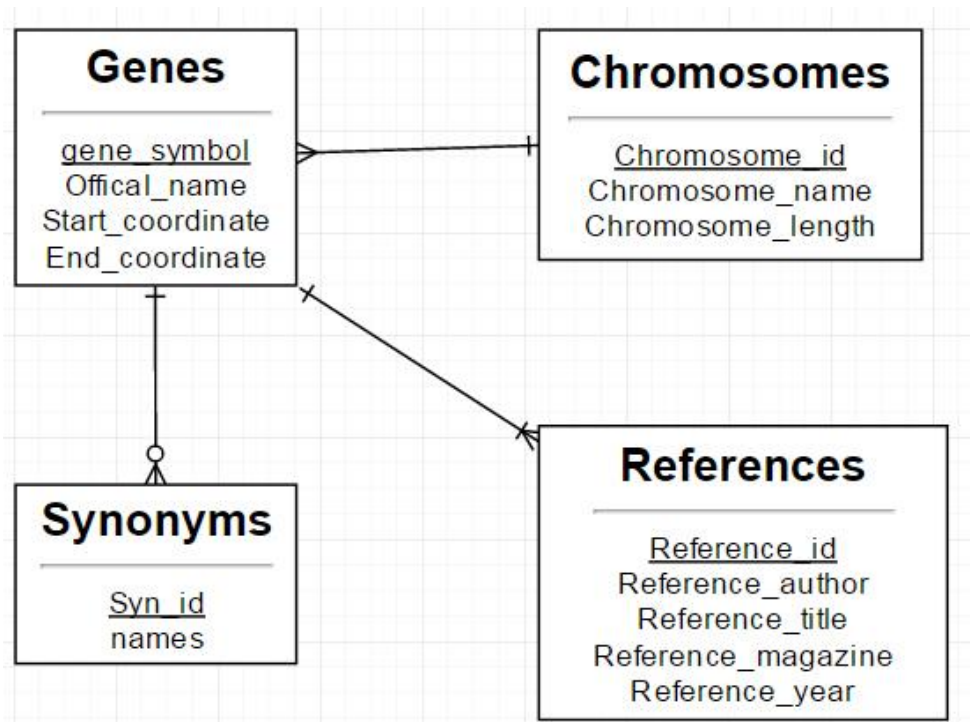 Genes
gene_symbol
Offical_name
Start_coordinate
End_coordinate
Chromosomes
Chromosome_id
Chromosome_name
Chromosome_length
Synonyms
Syn_id
names
References
Reference_id
Reference_author
Reference_title
Reference_magazine
Reference_year